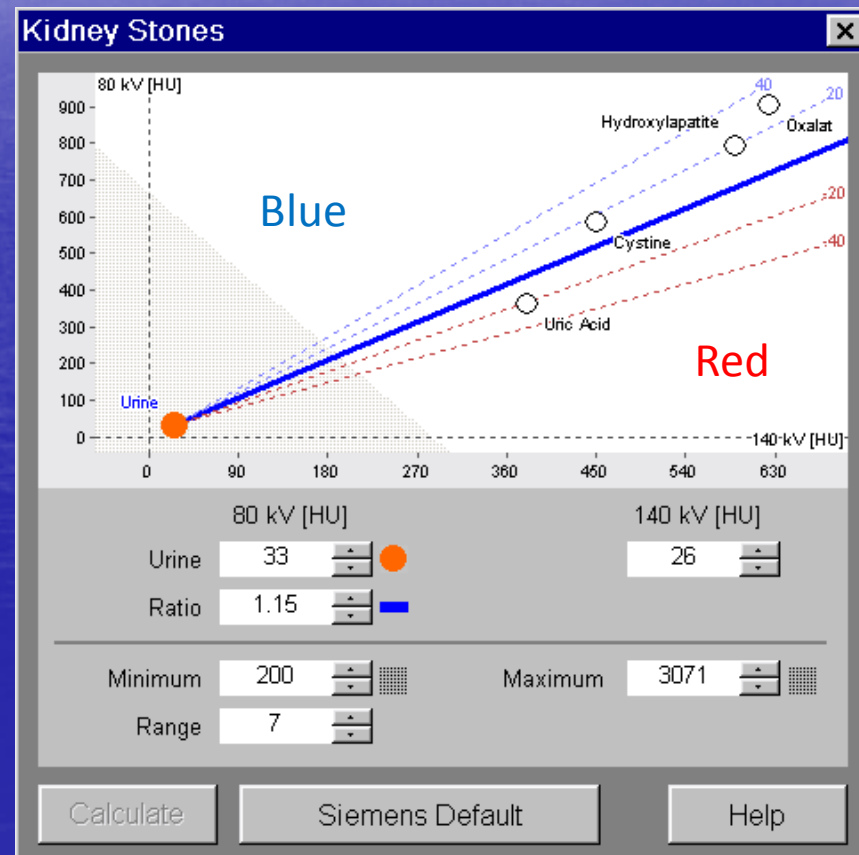 Kidney Stones
80 kV [HU]
900
800
700
600
500
400
300
200
100
0
40
20
-20
-40
Hydroxylapatite
Oxalat
Blue
Cystine
Uric Acid
Red
Urine
140 kV [HU]
0 90 180 270 360 450 540 630
80 kV [HU] 140 kV [HU]
Urine 33 26
Ratio 1.15
Minimum 200 Maximum 3071
Range 7
Calculate Siemens Default Help